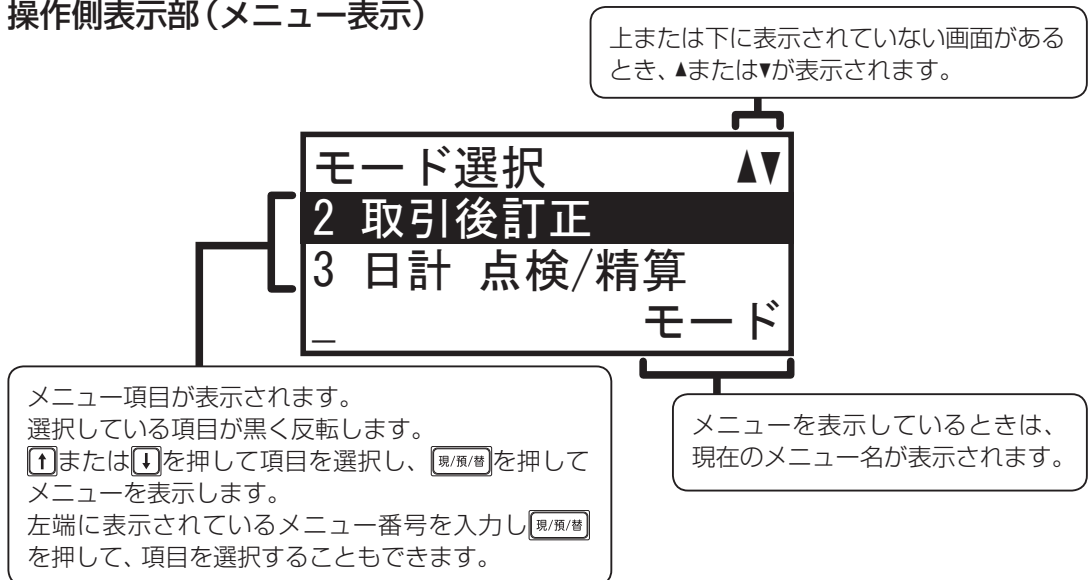 操作側表示部(メニュー表示)
上または下に表示されていない画面がある
とき、▲または▼が表示されます。
モード選択 ▲▼
2 取引後訂正
3 日計 点検/精算
_ モード
メニュー項目が表示されます。
選択している項目が黒く反転します。
↑または↓を押して項目を選択し、現/預/替を押して
メニューを表示します。
左端に表示されているメニュー番号を入力し現/預/替
を押して、項目を選択することもできます。
メニューを表示しているときは、
現在のメニュー名が表示されます。